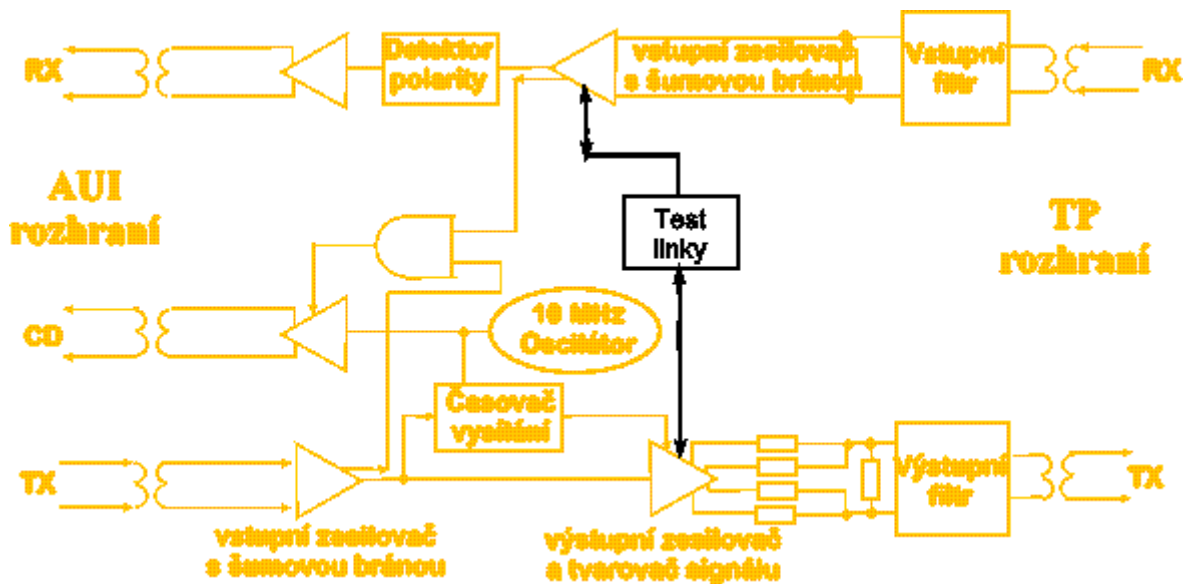 RX
Detektor
polarity
vstupní zesilovač
s šumovou bránou
Vstupní
filtr
RX
AUI
rozhraní
Test
linky
TP
rozhraní
CD
10 MHz
Oscilátor
Časovač
vysílání
TX
Výstupní
filtr
TX
vstupní zesilovač
s šumovou bránou
výstupní zesilovač
a tvarovač signálu